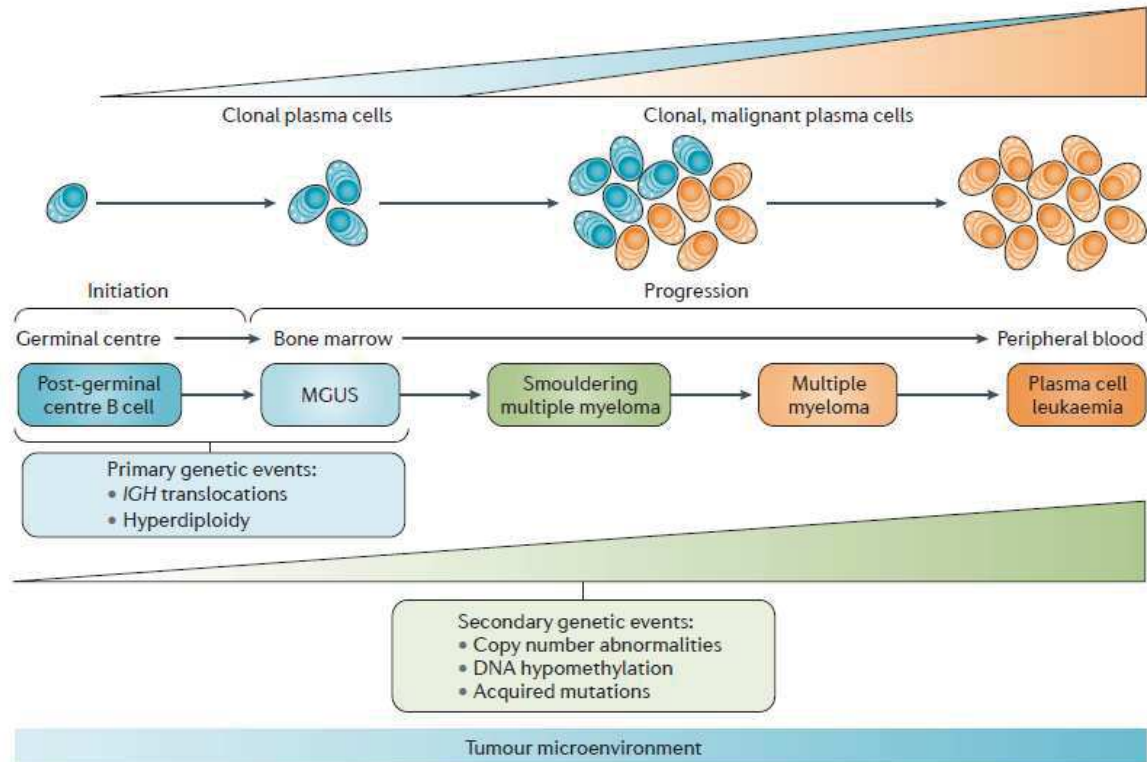 Clonal plasma cells
Clonal, malignant plasma cells
Initiation
Progression
Germinal centre
Bone marrow
Peripheral blood
Post-germinal
centre B cell
MGUS
Smouldering
multiple myeloma
Multiple
myeloma
Plasma cell
leukaemia
Primary genetic events:
• IGH translocations
• Hyperdiploidy
Secondary genetic events:
• Copy number abnormalities
• DNA hypomethylation
• Acquired mutations
Tumour microenvironment